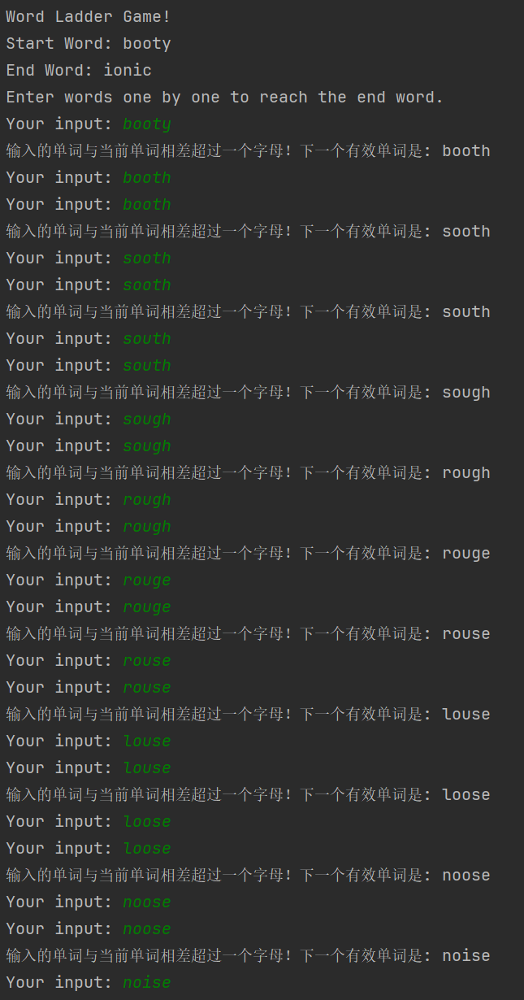 Word Ladder Game!
Start Word: booty
End Word: ionic
Enter words one by one to reach the end word.
Your input: booty
输入的单词与当前单词相差超过一个字母！下一个有效单词是: booth
Your input: booth
Your input: booth
输入的单词与当前单词相差超过一个字母！下一个有效单词是: sooth
Your input: sooth
Your input: sooth
输入的单词与当前单词相差超过一个字母！下一个有效单词是: south
Your input: south
Your input: south
输入的单词与当前单词相差超过一个字母！下一个有效单词是: sough
Your input: sough
Your input: sough
输入的单词与当前单词相差超过一个字母！下一个有效单词是: rough
Your input: rough
Your input: rough
输入的单词与当前单词相差超过一个字母！下一个有效单词是: rouge
Your input: rouge
Your input: rouge
输入的单词与当前单词相差超过一个字母！下一个有效单词是: rouse
Your input: rouse
Your input: rouse
输入的单词与当前单词相差超过一个字母！下一个有效单词是: louse
Your input: louse
Your input: louse
输入的单词与当前单词相差超过一个字母！下一个有效单词是: loose
Your input: loose
Your input: loose
输入的单词与当前单词相差超过一个字母！下一个有效单词是: noose
Your input: noose
Your input: noose
输入的单词与当前单词相差超过一个字母！下一个有效单词是: noise
Your input: noise